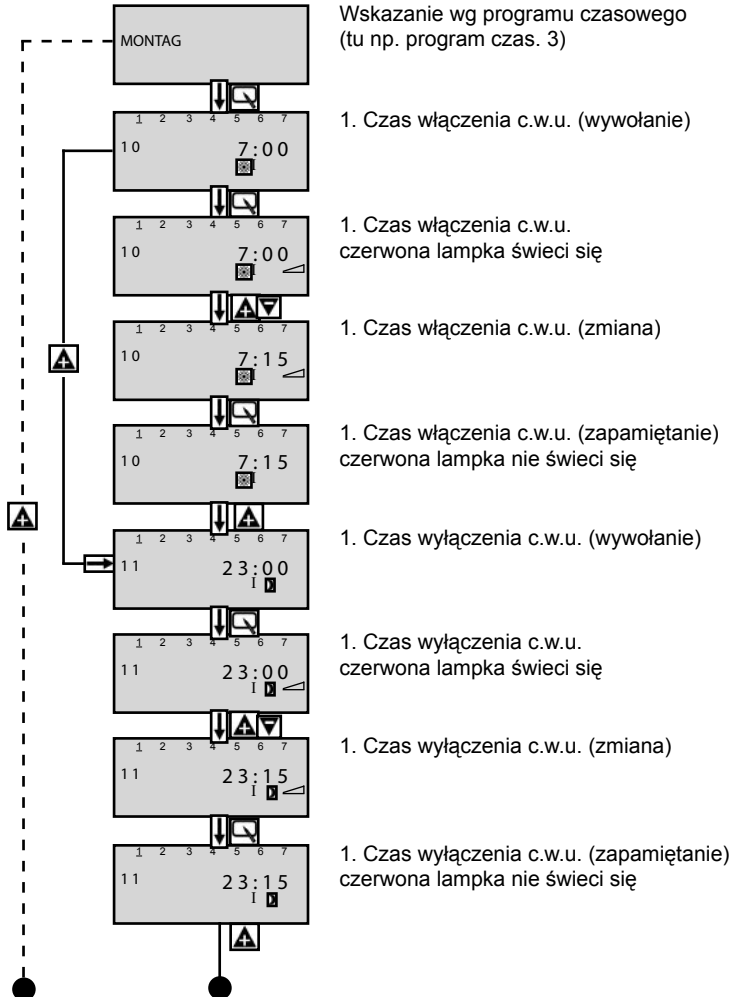 MONTAG
Wskazanie wg programu czasowego
(tu np. program czas. 3)
1 2 3 4 5 6 7
10 7:00
I
1. Czas włączenia c.w.u. (wywołanie)
1 2 3 4 5 6 7
10 7:00
I
1. Czas włączenia c.w.u.
czerwona lampka świeci się
1 2 3 4 5 6 7
10 7:15
I
1. Czas włączenia c.w.u. (zmiana)
1 2 3 4 5 6 7
10 7:15
I
1. Czas włączenia c.w.u. (zapamiętanie)
czerwona lampka nie świeci się
1 2 3 4 5 6 7
11 23:00
I
1. Czas wyłączenia c.w.u. (wywołanie)
1 2 3 4 5 6 7
11 23:00
I
1. Czas wyłączenia c.w.u.
czerwona lampka świeci się
1 2 3 4 5 6 7
11 23:15
I
1. Czas wyłączenia c.w.u. (zmiana)
1 2 3 4 5 6 7
11 23:15
I
1. Czas wyłączenia c.w.u. (zapamiętanie)
czerwona lampka nie świeci się